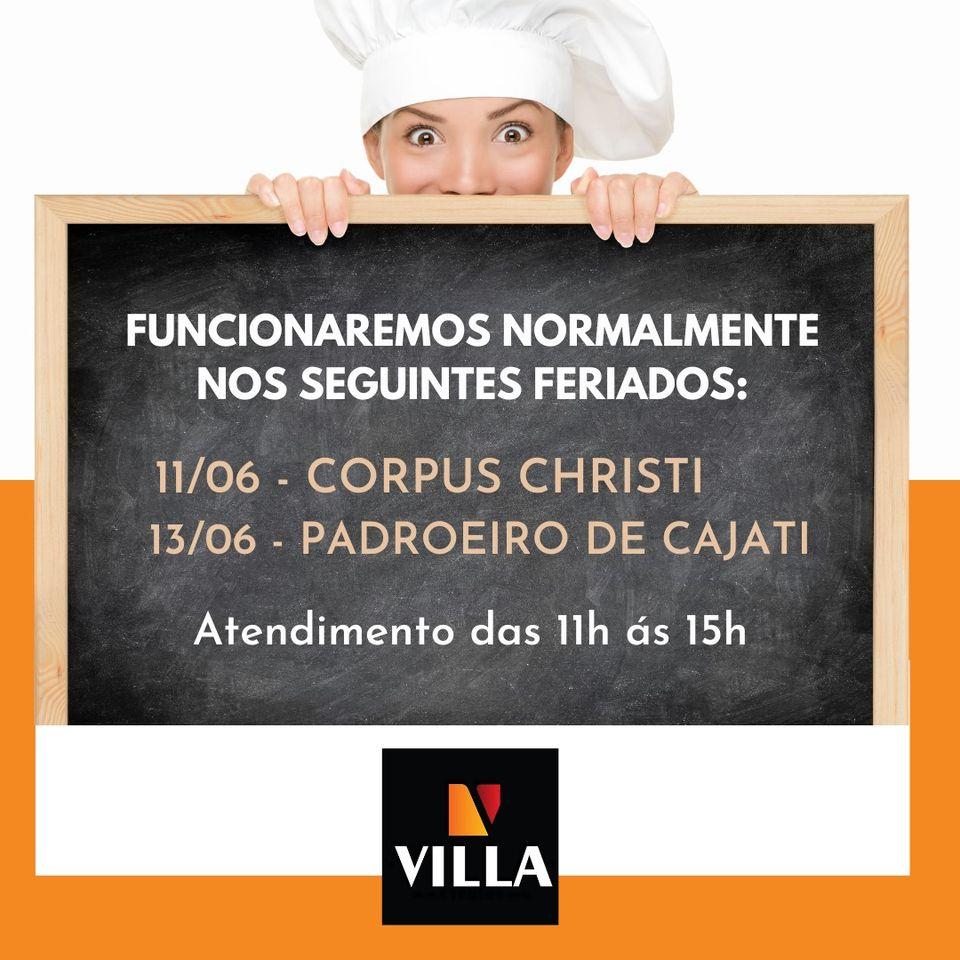 FUNCIONAREMOS NORMALMENTE
NOS SEGUINTES FERIADOS:
11/06 - CORPUS CHRISTI
13/06 - PADROEIRO DE CAJATI
Atendimento das 11h ás 15h
VILLA